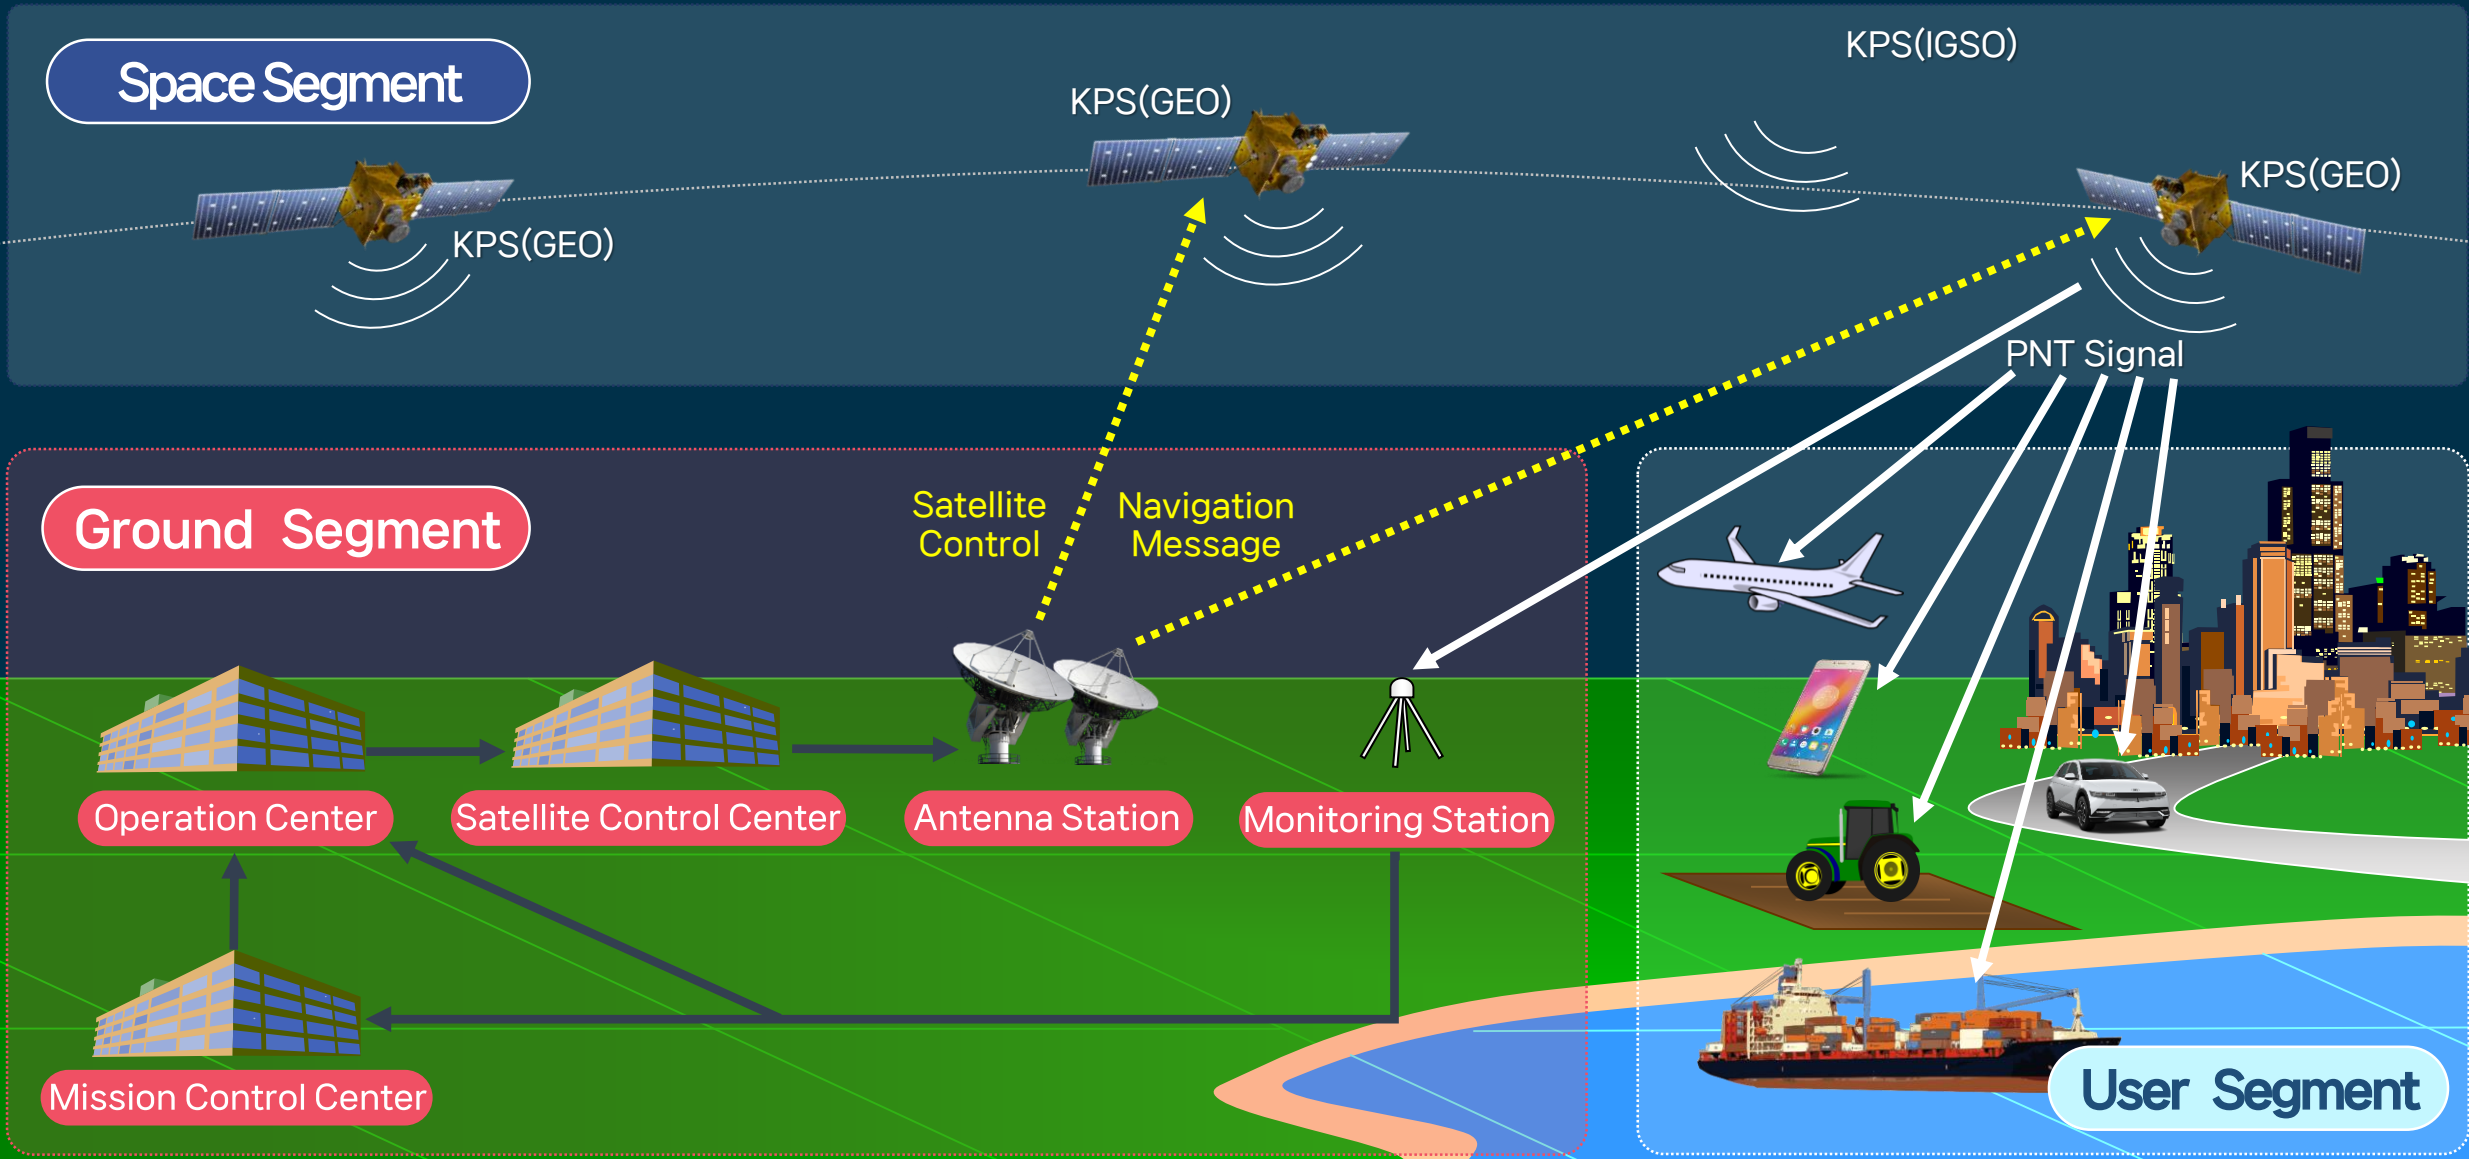 Space Segment
KPS(IGSO)
KPS(GEO)
KPS(GEO)
KPS(GEO)
PNT Signal
Ground Segment
Satellite
Control
Navigation
Message
Operation Center
Satellite Control Center
Antenna Station
Monitoring Station
Mission Control Center
User Segment